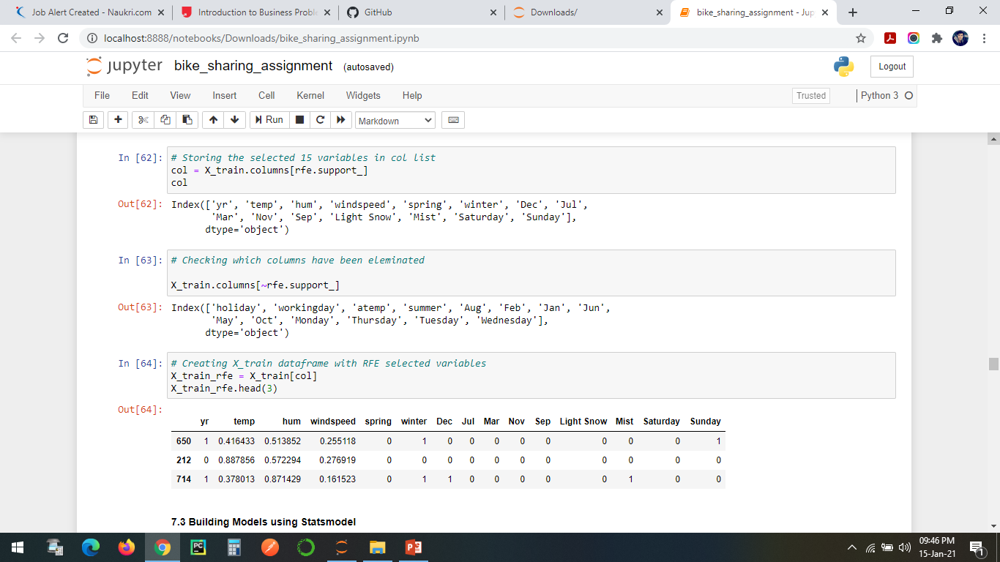 Job Alert Created - Naukri.com
Introduction to Business Proble
GitHub
Downloads/
bike_sharing_assignment - Jup
localhost:8888/notebooks/Downloads/bike_sharing_assignment.ipynb
jupyter bike_sharing_assignment (autosaved)
Logout
File Edit View Insert Cell Kernel Widgets Help
Trusted
Python 3
Run
Markdown
In [62]: # Storing the selected 15 variables in col list
col = X_train.columns[rfe.support_]
col
Out[62]: Index(['yr', 'temp', 'hum', 'windspeed', 'spring', 'winter', 'Dec', 'Jul',
'Mar', 'Nov', 'Sep', 'Light Snow', 'Mist', 'Saturday', 'Sunday'],
dtype='object')
In [63]: # Checking which columns have been eleminated
X_train.columns[~rfe.support_]
Out[63]: Index(['holiday', 'workingday', 'atemp', 'summer', 'Aug', 'Feb', 'Jan', 'Jun',
'May', 'Oct', 'Monday', 'Thursday', 'Tuesday', 'Wednesday'],
dtype='object')
In [64]: # Creating X_train dataframe with RFE selected variables
X_train_rfe = X_train[col]
X_train_rfe.head(3)
Out[64]:
yr temp hum windspeed spring winter Dec Jul Mar Nov Sep Light Snow Mist Saturday Sunday
650 1 0.416433 0.513852 0.255118 0 1 0 0 0 0 0 0 0 0 1
212 0 0.887856 0.572294 0.276919 0 0 0 0 0 0 0 0 0 0 0
714 1 0.378013 0.871429 0.161523 0 1 1 0 0 0 0 0 1 0 0
7.3 Building Models using Statsmodel
09:46 PM
15-Jan-21
1